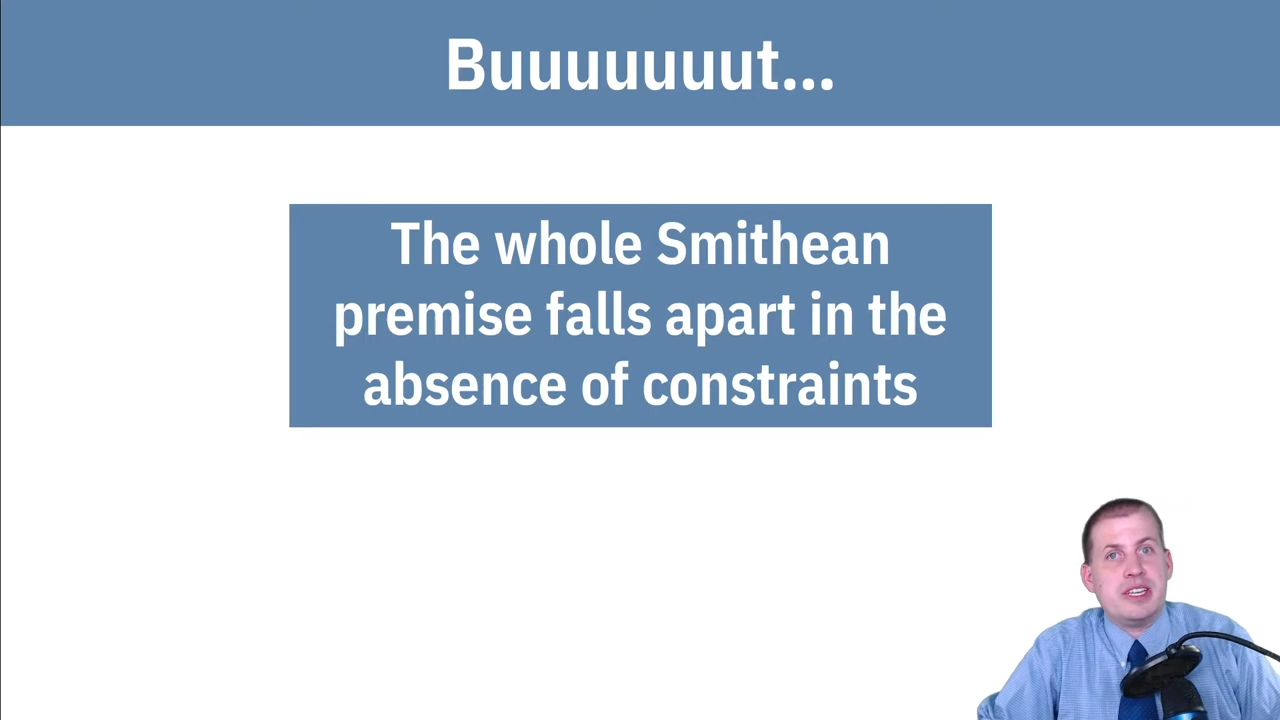 Buuuuuuut...
The whole Smithean
premise falls apart in the
absence of constraints